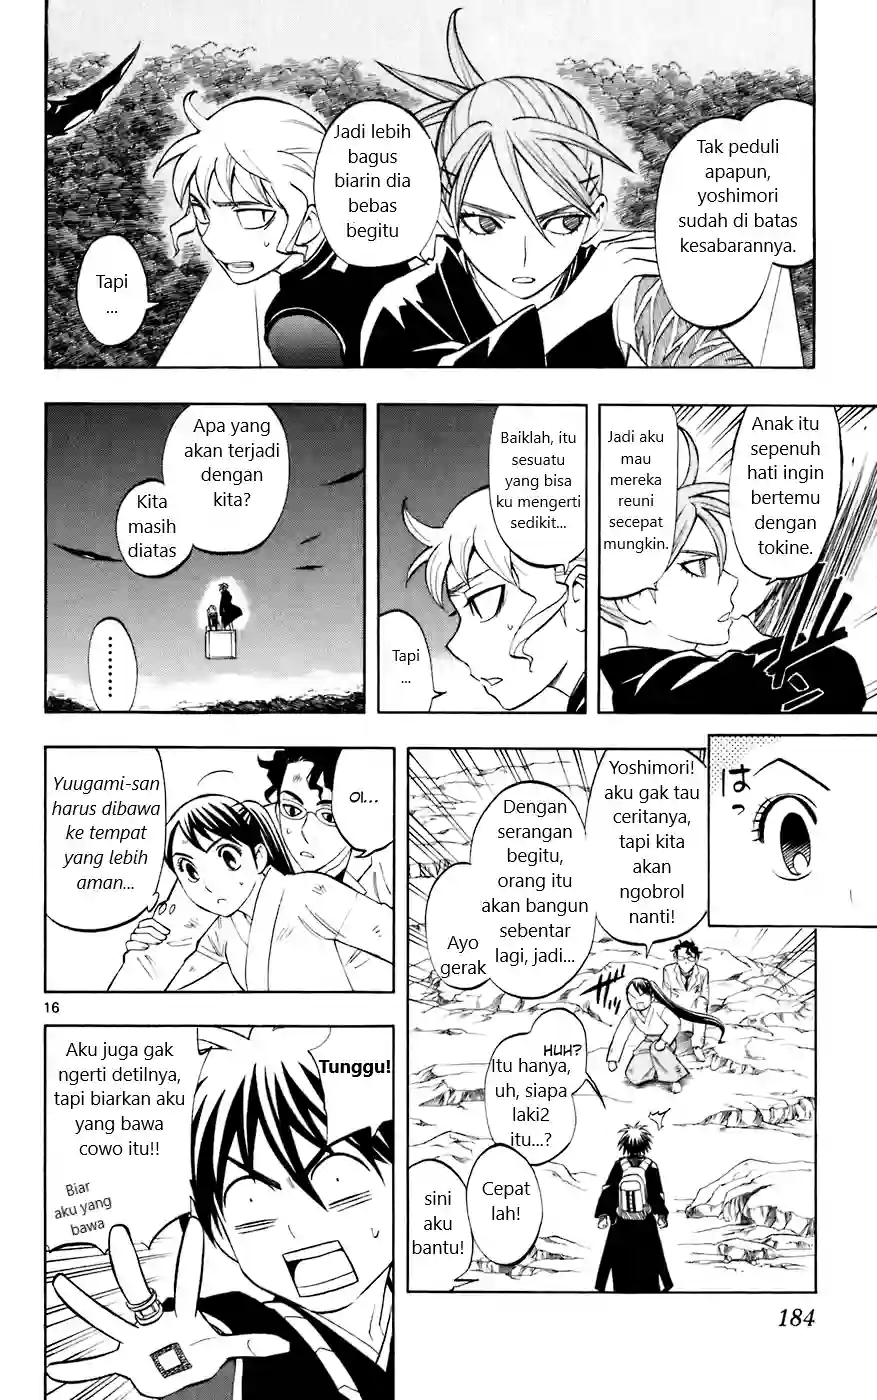 Tak peduli
apapun,
yoshimori
sudah di batas
kesabarannya.
Jadi lebih
bagus
biarin dia
bebas
begitu
Tapi
...
Anak itu
sepenuh
hati ingin
bertemu
dengan
tokine.
Jadi aku
mau
mereka
reuni
secepat
mungkin.
Baiklah, itu
sesuatu
yang bisa
ku mengerti
sedikit...
Tapi
...
Apa yang
akan terjadi
dengan
kita?
Kita
masih
diatas
........
はっ
Yoshimori!
aku gak tau
ceritanya,
tapi kita
akan
ngobrol
nanti!
Dengan
serangan
begitu,
orang itu
akan bangun
sebentar
lagi, jadi...
Ayo
gerak
HUH?
Itu hanya,
uh, siapa
laki2
itu...?
Cepat
lah!
sini
aku
bantu!
OI...
Yuugami-san
harus dibawa
ke tempat
yang lebih
aman...
16
Tunggu!
Aku juga gak
ngerti detilnya,
tapi biarkan aku
yang bawa
cowo itu!!
Biar
aku yang
bawa
184